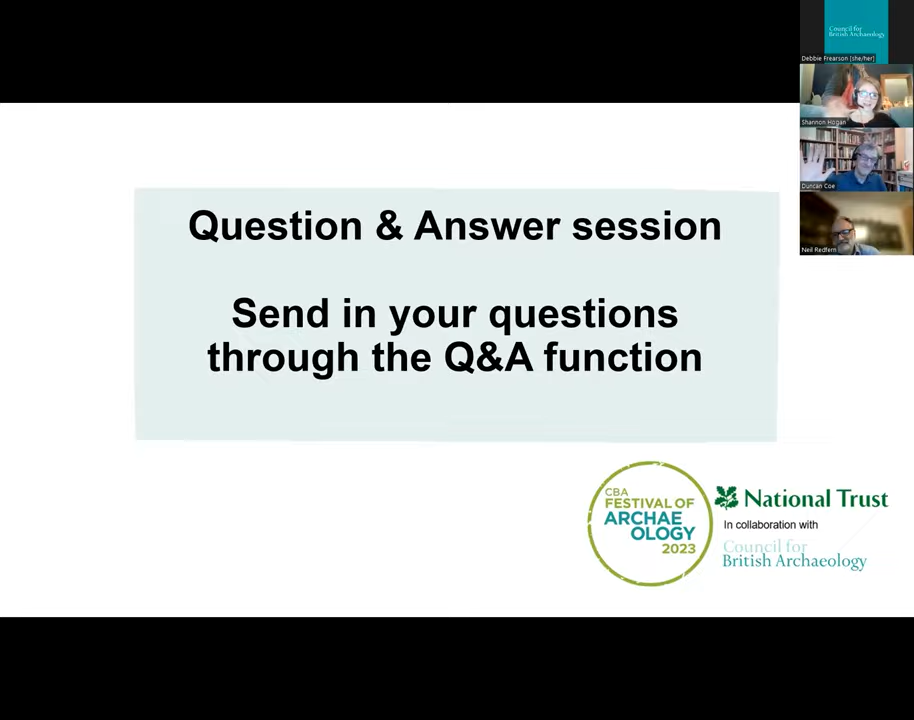 Council for
British Archaeology
Debbie Frearson (she/her)
Shannon Hogan
Duncan Coe
Neil Redfern
Question & Answer session
Send in your questions
through the Q&A function
CBA
FESTIVAL OF
ARCHAE
OLOGY
2023
National Trust
In collaboration with
Council for
British Archaeology